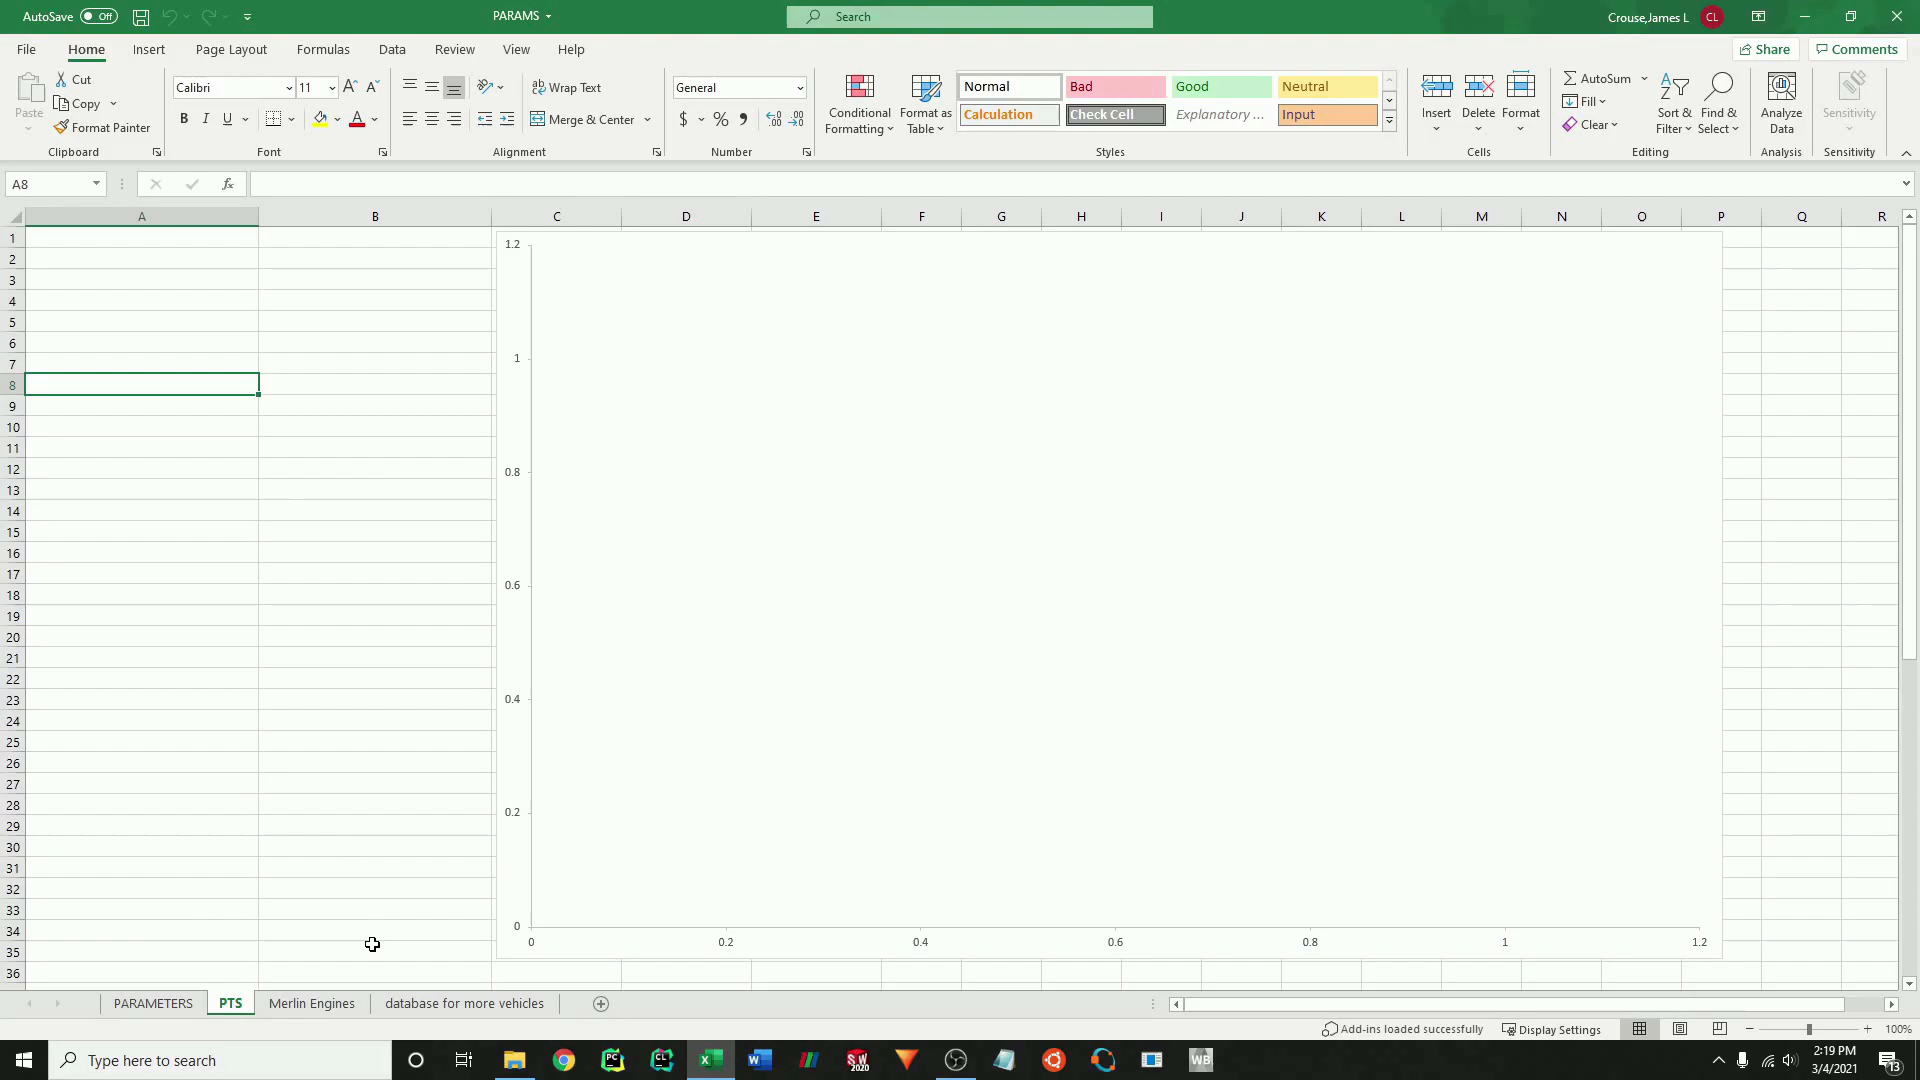 AutoSave Off PARAMS Search Crouse,James L CL
File Home Insert Page Layout Formulas Data Review View Help Share Comments
Paste Cut Copy Format Painter Clipboard
Calibri 11 B I U A Font
Wrap Text Merge & Center Alignment
General $ % Number
Conditional Formatting Format as Table
Normal Bad Good Neutral
Calculation Check Cell Explanatory ... Input
Styles
Insert Delete Format Cells
AutoSum Fill Clear Sort & Filter Find & Select Editing
Analyze Data Analysis
Sensitivity Sensitivity
A8 fx
A B C D E F G H I J K L M N O P Q R
1
2
3
4
5
6
7
8
9
10
11
12
13
14
15
16
17
18
19
20
21
22
23
24
25
26
27
28
29
30
31
32
33
34
35
36
1.2
1
0.8
0.6
0.4
0.2
0
0 0.2 0.4 0.6 0.8 1 1.2
PARAMETERS PTS Merlin Engines database for more vehicles
Add-ins loaded successfully Display Settings 100%
Type here to search PC CL W SW 2020 WB
2:19 PM
3/4/2021
13